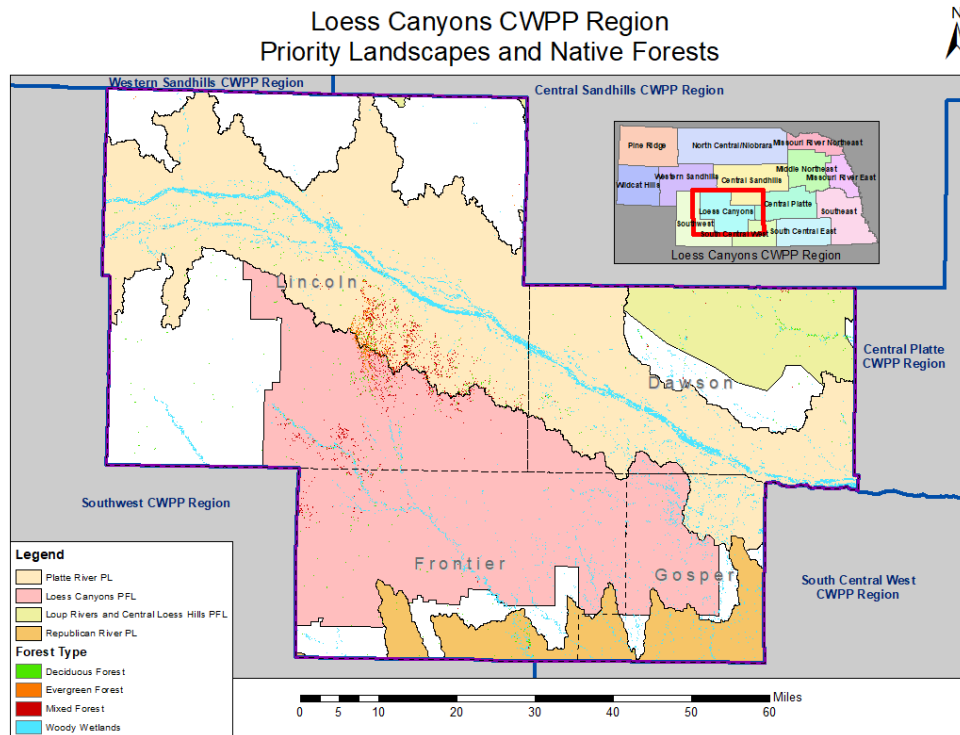 Loess Canyons CWPP Region
Priority Landscapes and Native Forests
N
Western Sandhills CWPP Region
Central Sandhills CWPP Region
Pine Ridge
North Central/Niobrara
Missouri River Northeast
Middle Northeast
Western Sandhills
Missouri River East
Wildcat Hills
Central Sandhills
Loess Canyons
Central Platte
Southeast
Southwest
South Central West
South Central East
Loess Canyons CWPP Region
Lincoln
Central Platte
CWPP Region
Dawson
Southwest CWPP Region
Frontier
Gosper
South Central West
CWPP Region
Legend
Platte River PL
Loess Canyons PFL
Loup Rivers and Central Loess Hills PFL
Republican River PL
Forest Type
Deciduous Forest
Evergreen Forest
Mixed Forest
Woody Wetlands
Miles
0 2.5 5 10 20 30 40 50 60